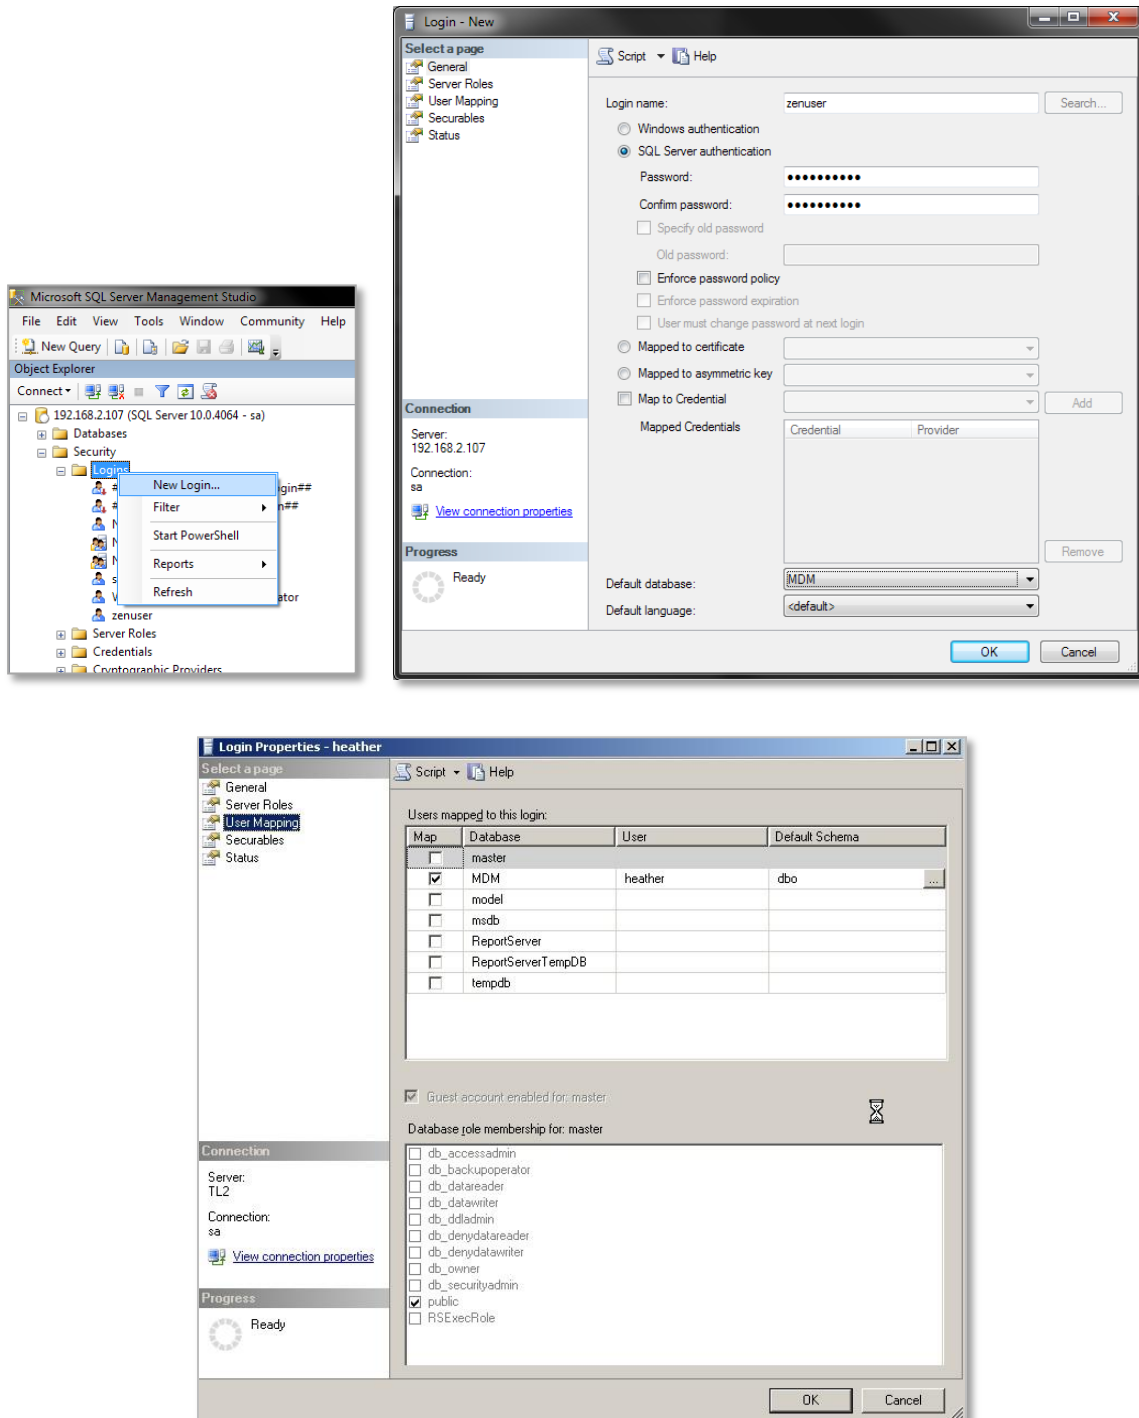 Login - New
Select a page
General
Server Roles
User Mapping
Securables
Status
Script
Help
Login name:
zenuser
Search...
Windows authentication
SQL Server authentication
Password:
●●●●●●●●●●
Confirm password:
●●●●●●●●●●
Specify old password
Old password:
Enforce password policy
Enforce password expiration
User must change password at next login
Mapped to certificate
Mapped to asymmetric key
Map to Credential
Add
Mapped Credentials
Credential
Provider
Remove
Default database:
MDM
Default language:
<default>
Connection
Server:
192.168.2.107
Connection:
sa
View connection properties
Progress
Ready
OK
Cancel
Microsoft SQL Server Management Studio
File Edit View Tools Window Community Help
New Query
Object Explorer
Connect
192.168.2.107 (SQL Server 10.0.4064 - sa)
Databases
Security
Logins
New Login...
Filter
Start PowerShell
Reports
Refresh
zenuser
Server Roles
Credentials
Cryptographic Providers
Login Properties - heather
Select a page
General
Server Roles
User Mapping
Securables
Status
Script
Help
Users mapped to this login:
Map Database User Default Schema
master
MDM heather dbo ...
model
msdb
ReportServer
ReportServerTempDB
tempdb
Guest account enabled for: master
Database role membership for: master
db_accessadmin
db_backupoperator
db_datareader
db_datawriter
db_ddladmin
db_denydatareader
db_denydatawriter
db_owner
db_securityadmin
public
RSExecRole
Connection
Server:
TL2
Connection:
sa
View connection properties
Progress
Ready
OK
Cancel